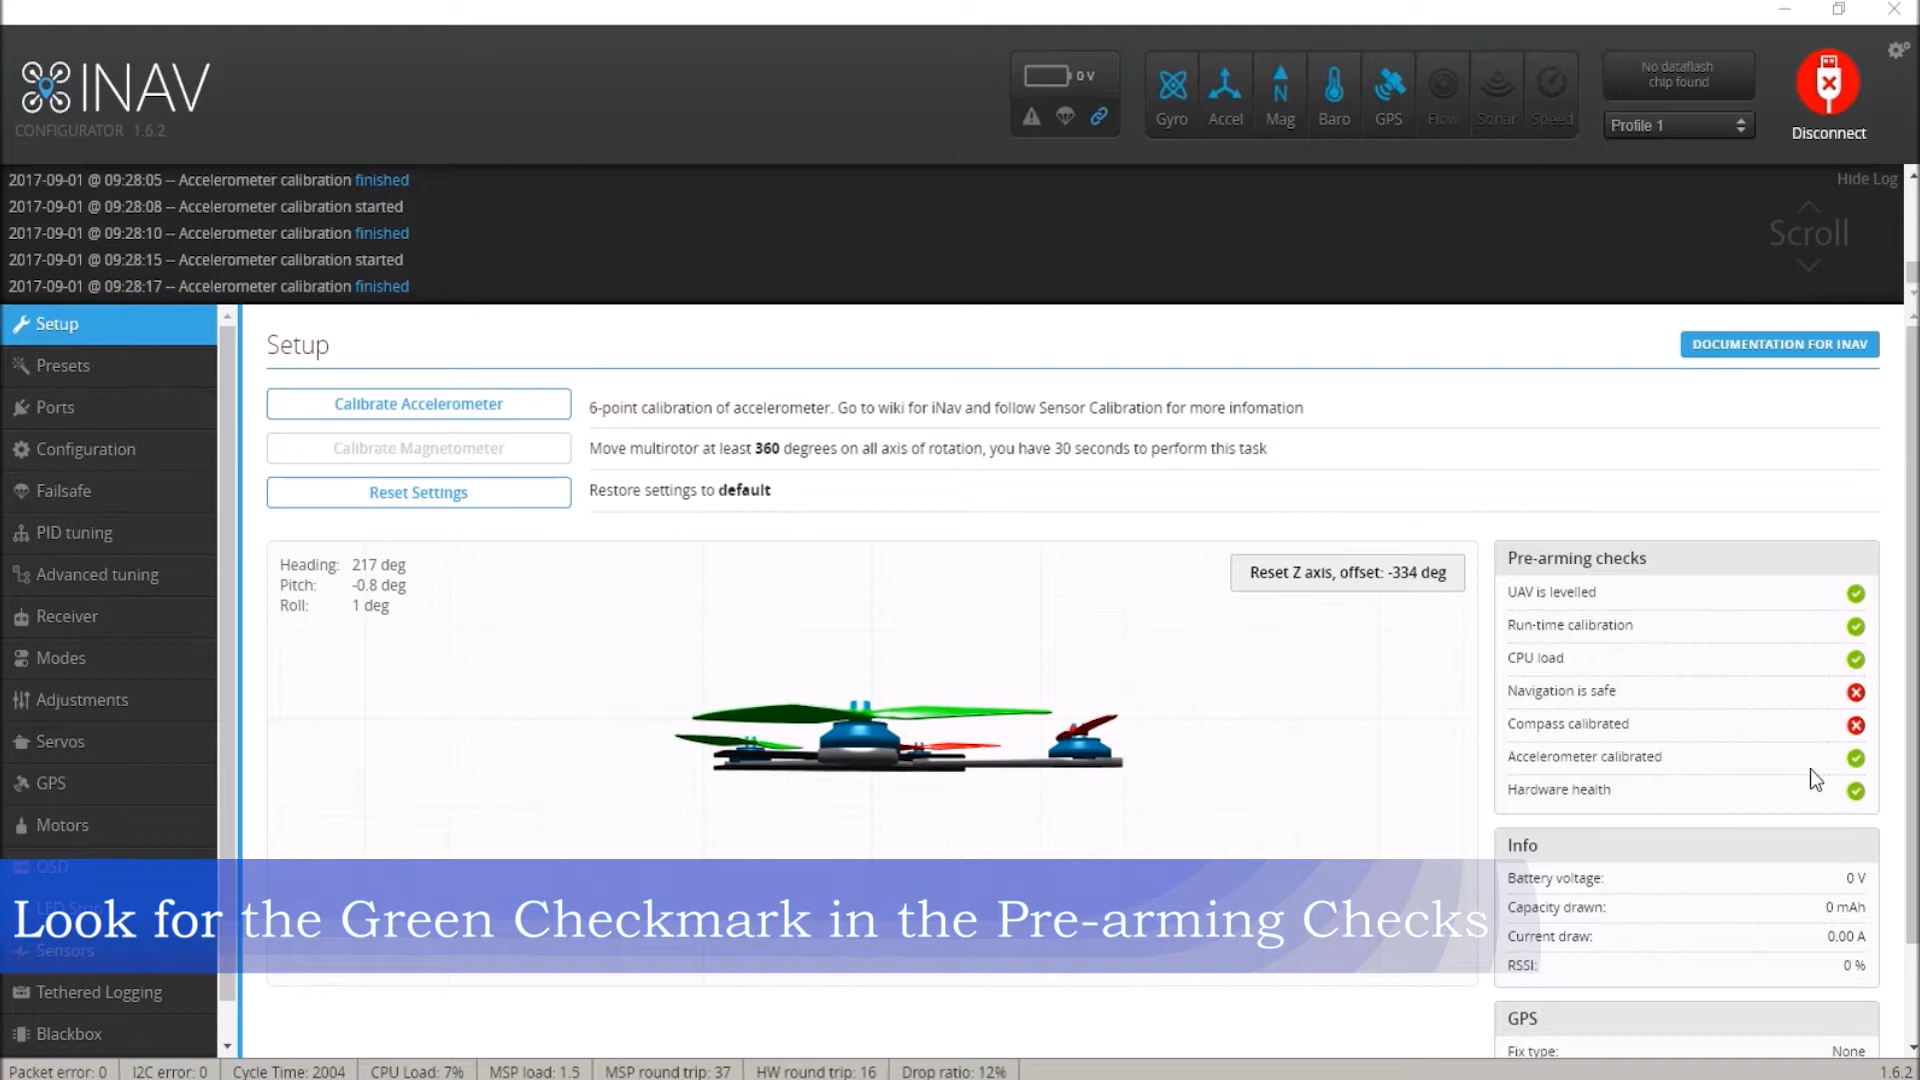 INAV
CONFIGURATOR 1.6.2
0 V
Gyro
Accel
N
Mag
Baro
GPS
Flow
Sonar
Speed
No dataflash
chip found
Profile 1
Disconnect
2017-09-01 @ 09:28:05 -- Accelerometer calibration finished
2017-09-01 @ 09:28:08 -- Accelerometer calibration started
2017-09-01 @ 09:28:10 -- Accelerometer calibration finished
2017-09-01 @ 09:28:15 -- Accelerometer calibration started
2017-09-01 @ 09:28:17 -- Accelerometer calibration finished
Hide Log
Scroll
Setup
Presets
Ports
Configuration
Failsafe
PID tuning
Advanced tuning
Receiver
Modes
Adjustments
Servos
GPS
Motors
OSD
LED Strip
Sensors
Tethered Logging
Blackbox
Setup
DOCUMENTATION FOR INAV
Calibrate Accelerometer
6-point calibration of accelerometer. Go to wiki for iNav and follow Sensor Calibration for more infomation
Calibrate Magnetometer
Move multirotor at least 360 degrees on all axis of rotation, you have 30 seconds to perform this task
Reset Settings
Restore settings to default
Heading: 217 deg
Pitch: -0.8 deg
Roll: 1 deg
Reset Z axis, offset: -334 deg
Pre-arming checks
UAV is levelled
Run-time calibration
CPU load
Navigation is safe
Compass calibrated
Accelerometer calibrated
Hardware health
Info
Battery voltage: 0 V
Capacity drawn: 0 mAh
Current draw: 0.00 A
RSSI: 0 %
GPS
Fix type: None
Look for the Green Checkmark in the Pre-arming Checks
Packet error: 0
I2C error: 0
Cycle Time: 2004
CPU Load: 7%
MSP load: 1.5
MSP round trip: 37
HW round trip: 16
Drop ratio: 12%
1.6.2